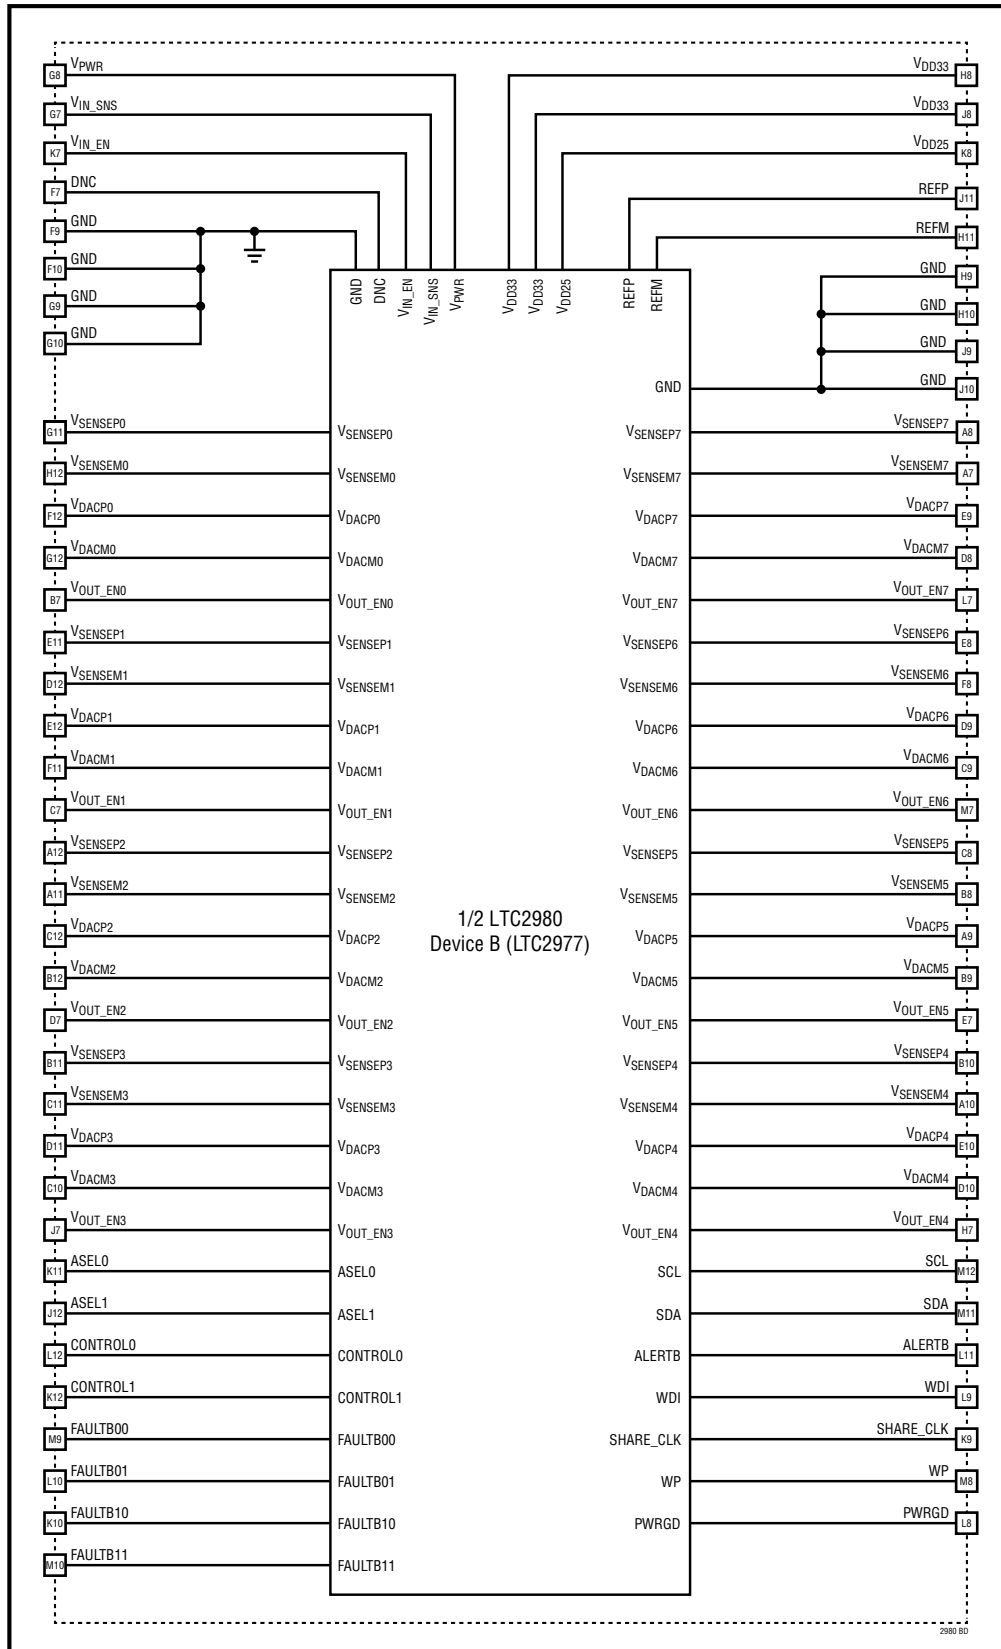 G8 VPWR VDD33 H8
G7 VIN_SNS VDD33 J8
K7 VIN_EN VDD25 K8
F7 DNC REFP J11
F9 GND REFM H11
F10 GND GND H9
G9 GND GND H10
G10 GND GND J9
GND DNC VIN_EN VIN_SNS VPWR VDD33 VDD33 VDD25 REFP REFM
GND GND J10
G11 VSENSEP0 VSENSEP0 VSENSEP7 VSENSEP7 A8
H12 VSENSEM0 VSENSEM0 VSENSEM7 VSENSEM7 A7
F12 VDACP0 VDACP0 VDACP7 VDACP7 E9
G12 VDACM0 VDACM0 VDACM7 VDACM7 D8
B7 VOUT_EN0 VOUT_EN0 VOUT_EN7 VOUT_EN7 L7
E11 VSENSEP1 VSENSEP1 VSENSEP6 VSENSEP6 E8
D12 VSENSEM1 VSENSEM1 VSENSEM6 VSENSEM6 F8
E12 VDACP1 VDACP1 VDACP6 VDACP6 D9
F11 VDACM1 VDACM1 VDACM6 VDACM6 C9
C7 VOUT_EN1 VOUT_EN1 VOUT_EN6 VOUT_EN6 M7
A12 VSENSEP2 VSENSEP2 VSENSEP5 VSENSEP5 C8
A11 VSENSEM2 VSENSEM2 VSENSEM5 VSENSEM5 B8
1/2 LTC2980
Device B (LTC2977)
C12 VDACP2 VDACP2 VDACP5 VDACP5 A9
B12 VDACM2 VDACM2 VDACM5 VDACM5 B9
D7 VOUT_EN2 VOUT_EN2 VOUT_EN5 VOUT_EN5 E7
B11 VSENSEP3 VSENSEP3 VSENSEP4 VSENSEP4 B10
C11 VSENSEM3 VSENSEM3 VSENSEM4 VSENSEM4 A10
D11 VDACP3 VDACP3 VDACP4 VDACP4 E10
C10 VDACM3 VDACM3 VDACM4 VDACM4 D10
J7 VOUT_EN3 VOUT_EN3 VOUT_EN4 VOUT_EN4 H7
K11 ASEL0 ASEL0 SCL SCL M12
J12 ASEL1 ASEL1 SDA SDA M11
L12 CONTROL0 CONTROL0 ALERTB ALERTB L11
K12 CONTROL1 CONTROL1 WDI WDI L9
M9 FAULTB00 FAULTB00 SHARE_CLK SHARE_CLK K9
L10 FAULTB01 FAULTB01 WP WP M8
K10 FAULTB10 FAULTB10 PWRGD PWRGD L8
M10 FAULTB11 FAULTB11
2980 BD